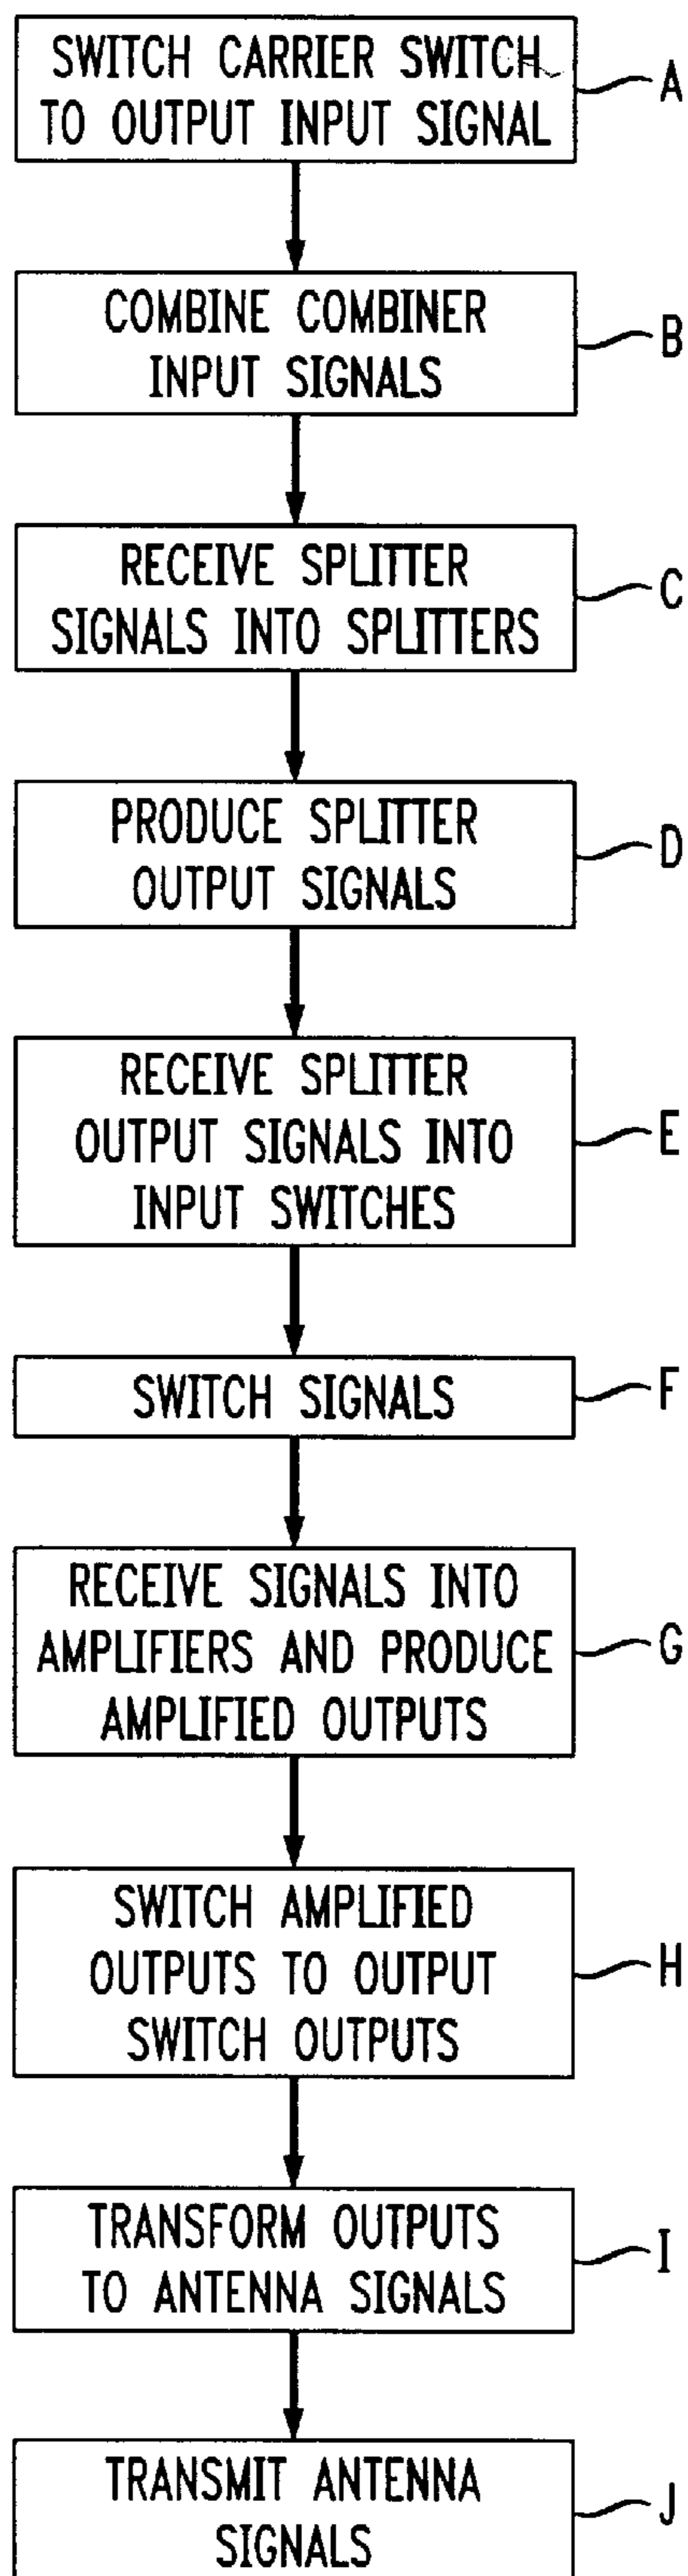 SWITCH CARRIER SWITCH
TO OUTPUT INPUT SIGNAL
A
COMBINE COMBINER
INPUT SIGNALS
B
RECEIVE SPLITTER
SIGNALS INTO SPLITTERS
C
PRODUCE SPLITTER
OUTPUT SIGNALS
D
RECEIVE SPLITTER
OUTPUT SIGNALS INTO
INPUT SWITCHES
E
SWITCH SIGNALS
F
RECEIVE SIGNALS INTO
AMPLIFIERS AND PRODUCE
AMPLIFIED OUTPUTS
G
SWITCH AMPLIFIED
OUTPUTS TO OUTPUT
SWITCH OUTPUTS
H
TRANSFORM OUTPUTS
TO ANTENNA SIGNALS
I
TRANSMIT ANTENNA
SIGNALS
J